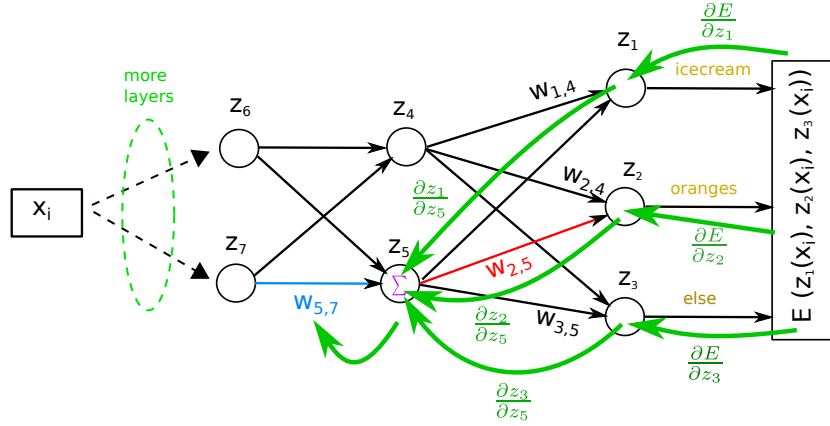 more
layers
xᵢ
z₆
z₇
z₄
z₅
∑
w₅,₇
w₁,₄
w₂,₄
w₂,₅
w₃,₅
∂z₁/∂z₅
∂z₂/∂z₅
∂z₃/∂z₅
z₁
z₂
z₃
∂E/∂z₁
icecream
oranges
∂E/∂z₂
else
∂E/∂z₃
E (z₁(xᵢ), z₂(xᵢ), z₃(xᵢ))